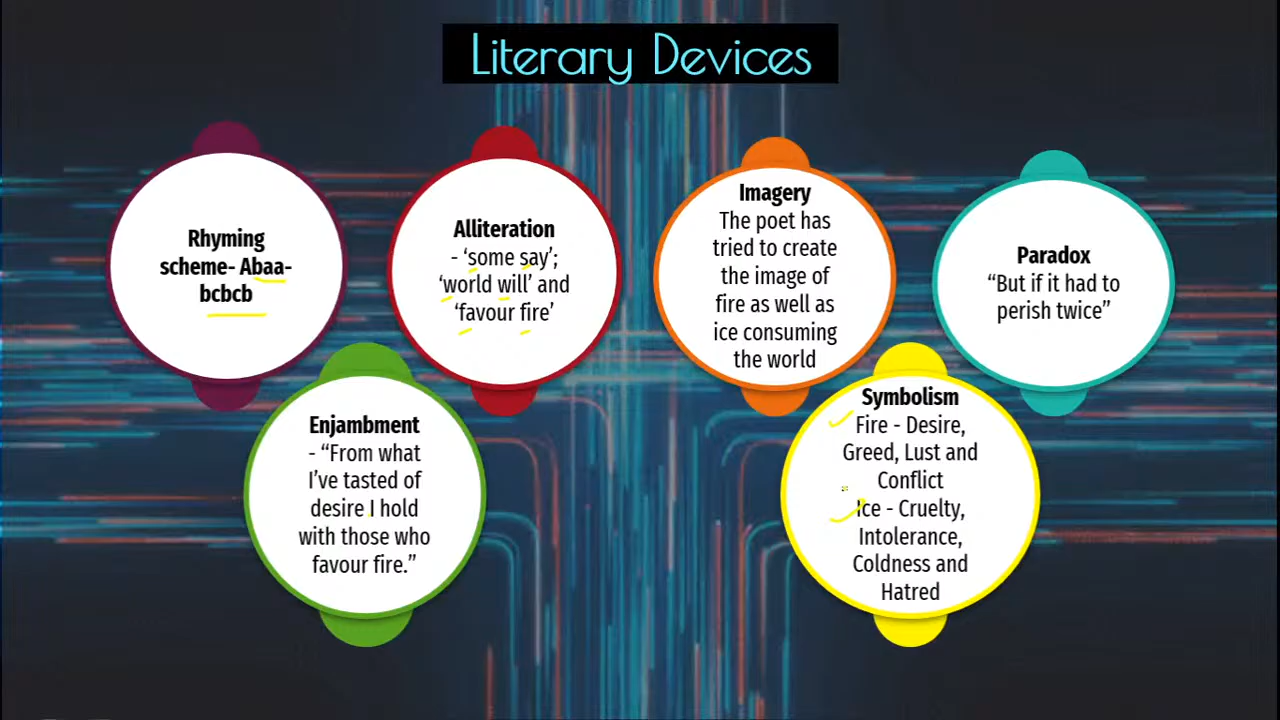 Literary Devices
Rhyming
scheme- Abaa-
bcbcb
Alliteration
- ‘some say’;
‘world will’ and
‘favour fire’
Imagery
The poet has
tried to create
the image of
fire as well as
ice consuming
the world
Paradox
“But if it had to
perish twice”
Enjambment
- “From what
I’ve tasted of
desire I hold
with those who
favour fire.”
Symbolism
Fire - Desire,
Greed, Lust and
Conflict
Ice - Cruelty,
Intolerance,
Coldness and
Hatred